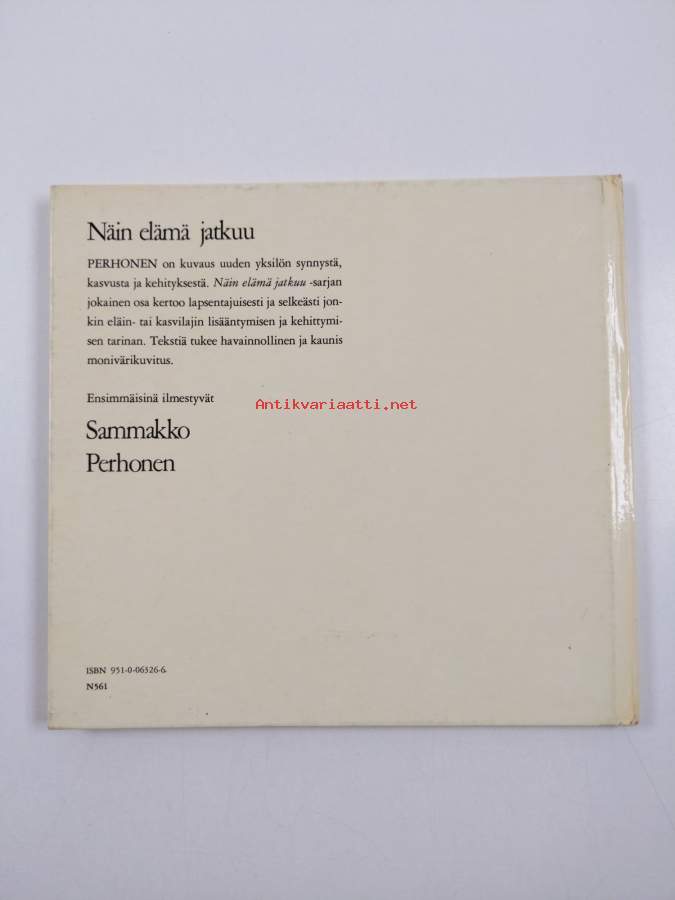 Näin elämä jatkuu
PERHONEN on kuvaus uuden yksilön synnystä,
kasvusta ja kehityksestä. Näin elämä jatkuu -sarjan
jokainen osa kertoo lapsentajuisesti ja selkeästi jon-
kin eläin- tai kasvilajin lisääntymisen ja kehittymi-
sen tarinan. Tekstiä tukee havainnollinen ja kaunis
monivärikuvitus.
Ensimmäisinä ilmestyvät
Antikvariaatti.net
Sammakko
Perhonen
ISBN 951-0-06326-6
N561